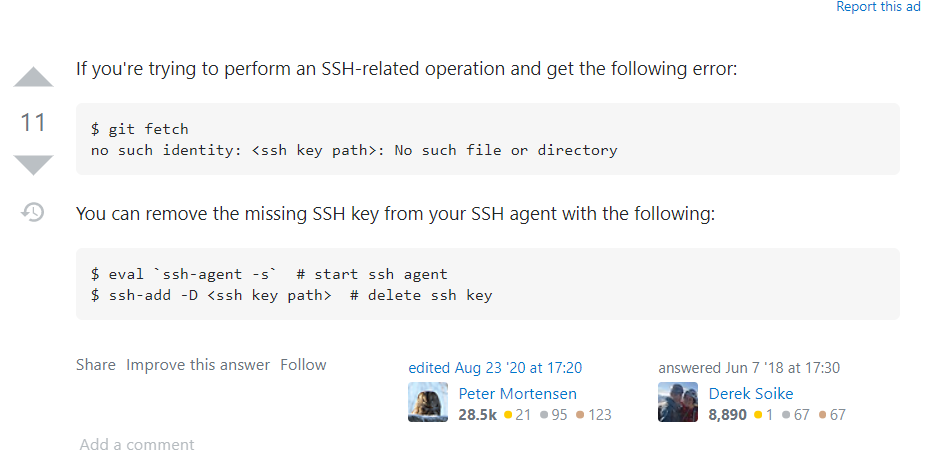 Report this ad
If you're trying to perform an SSH-related operation and get the following error:
11
$ git fetch
no such identity: <ssh key path>: No such file or directory
You can remove the missing SSH key from your SSH agent with the following:
$ eval `ssh-agent -s`  # start ssh agent
$ ssh-add -D <ssh key path>  # delete ssh key
Share Improve this answer Follow
edited Aug 23 '20 at 17:20
Peter Mortensen
28.5k ● 21 ● 95 ● 123
answered Jun 7 '18 at 17:30
Derek Soike
8,890 ● 1 ● 67 ● 67
Add a comment